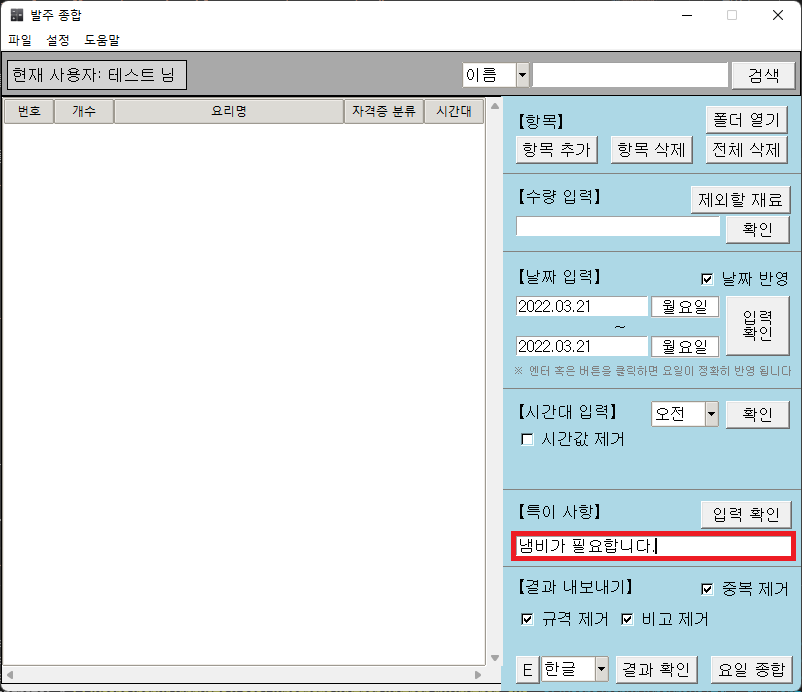 발주 종합
파일 설정 도움말
현재 사용자: 테스트 닝 이름 검색
번호 개수 요리명 자격증 분류 시간대
【항목】 폴더 열기
항목 추가 항목 삭제 전체 삭제
【수량 입력】 제외할 재료
확인
【날짜 입력】 날짜 반영
2022.03.21 월요일
~
입력
확인
2022.03.21 월요일
※ 엔터 혹은 버튼을 클릭하면 요일이 정확히 반영 됩니다
【시간대 입력】 오전 확인
시간값 제거
【특이 사항】 입력 확인
냄비가 필요합니다.
【결과 내보내기】 중복 제거
규격 제거 비고 제거
E 한글 결과 확인 요일 종합